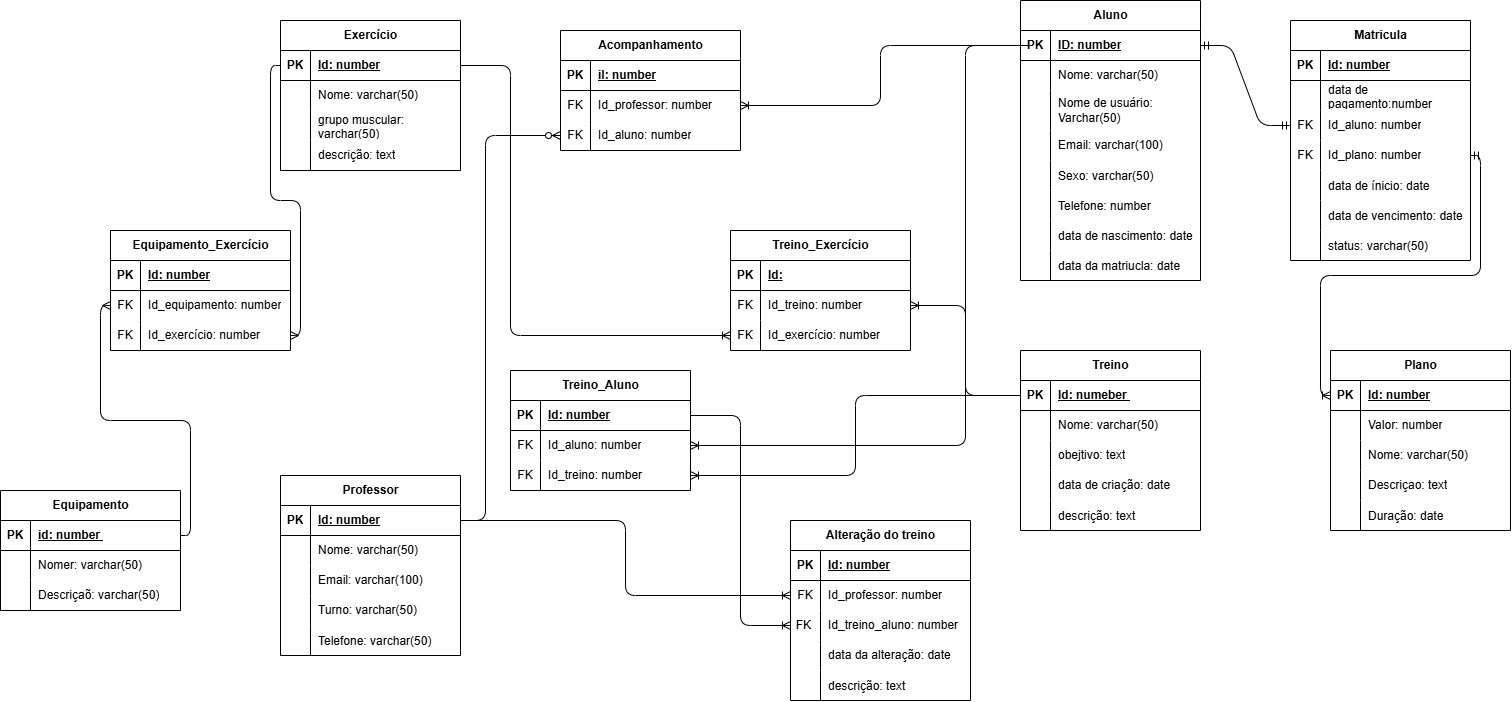 Exercício
PK Id: number
Nome: varchar(50)
grupo muscular:
varchar(50)
descrição: text
Acompanhamento
PK il: number
FK Id_professor: number
FK Id_aluno: number
Aluno
PK ID: number
Nome: varchar(50)
Nome de usuário:
Varchar(50)
Email: varchar(100)
Sexo: varchar(50)
Telefone: number
data de nascimento: date
data da matriucla: date
Matricula
PK Id: number
data de
pagamento:number
FK Id_aluno: number
FK Id_plano: number
data de ínicio: date
data de vencimento: date
status: varchar(50)
Equipamento_Exercício
PK Id: number
FK Id_equipamento: number
FK Id_exercício: number
Treino_Exercício
PK Id:
FK Id_treino: number
FK Id_exercício: number
Treino_Aluno
PK Id: number
FK Id_aluno: number
FK Id_treino: number
Treino
PK Id: numeber
Nome: varchar(50)
obejtivo: text
data de criação: date
descrição: text
Plano
PK Id: number
Valor: number
Nome: varchar(50)
Descriçao: text
Duração: date
Equipamento
PK id: number
Nomer: varchar(50)
Descriçaõ: varchar(50)
Professor
PK Id: number
Nome: varchar(50)
Email: varchar(100)
Turno: varchar(50)
Telefone: varchar(50)
Alteração do treino
PK Id: number
FK Id_professor: number
FK Id_treino_aluno: number
data da alteração: date
descrição: text